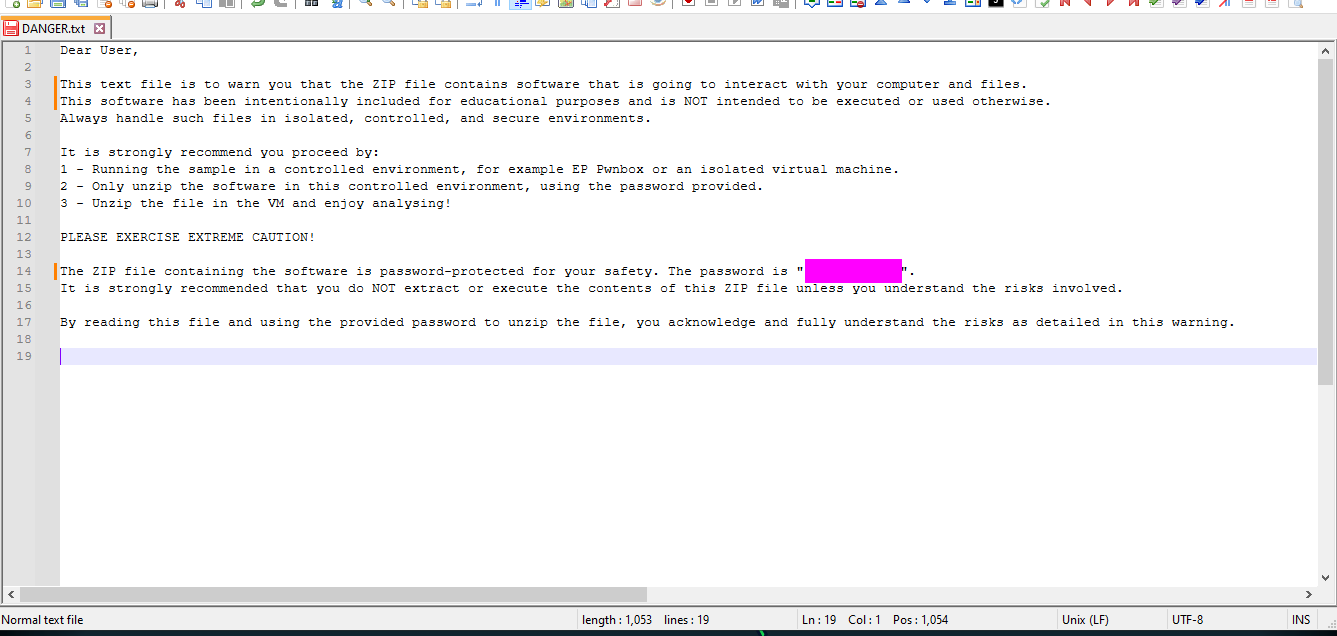 DANGER.txt
1 Dear User,
2
3 This text file is to warn you that the ZIP file contains software that is going to interact with your computer and files.
4 This software has been intentionally included for educational purposes and is NOT intended to be executed or used otherwise.
5 Always handle such files in isolated, controlled, and secure environments.
6
7 It is strongly recommend you proceed by:
8 1 - Running the sample in a controlled environment, for example EP Pwnbox or an isolated virtual machine.
9 2 - Only unzip the software in this controlled environment, using the password provided.
10 3 - Unzip the file in the VM and enjoy analysing!
11
12 PLEASE EXERCISE EXTREME CAUTION!
13
14 The ZIP file containing the software is password-protected for your safety. The password is "".
15 It is strongly recommended that you do NOT extract or execute the contents of this ZIP file unless you understand the risks involved.
16
17 By reading this file and using the provided password to unzip the file, you acknowledge and fully understand the risks as detailed in this warning.
18
19
Normal text file length : 1,053 lines : 19 Ln : 19 Col : 1 Pos : 1,054 Unix (LF) UTF-8 INS